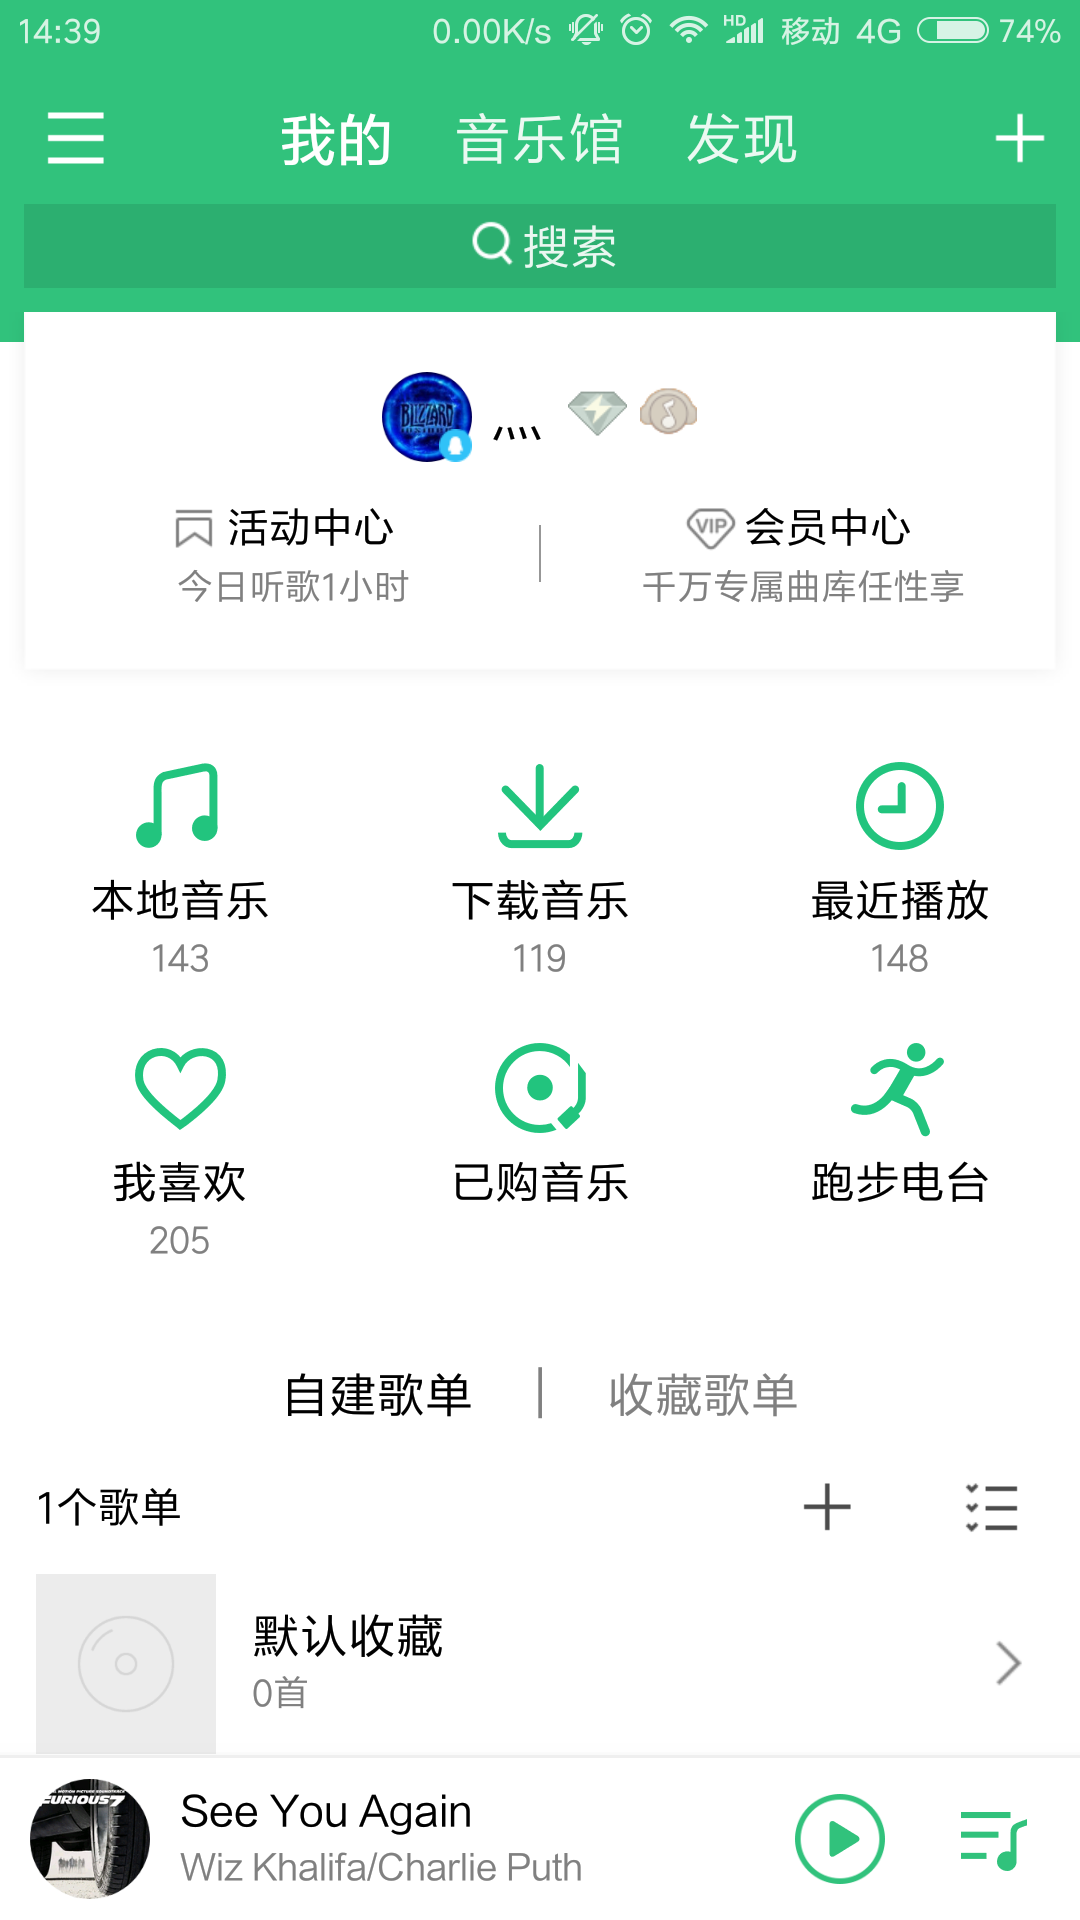 14:39 0.00K/s HD 移动 4G 74%
我的 音乐馆 发现
搜索
BLIZZARD
灬
活动中心 VIP 会员中心
今日听歌1小时 千万专属曲库任性享
本地音乐 下载音乐 最近播放
143 119 148
我喜欢 已购音乐 跑步电台
205
自建歌单 收藏歌单
1个歌单
默认收藏
0首
FURIOUS 7
See You Again
Wiz Khalifa/Charlie Puth